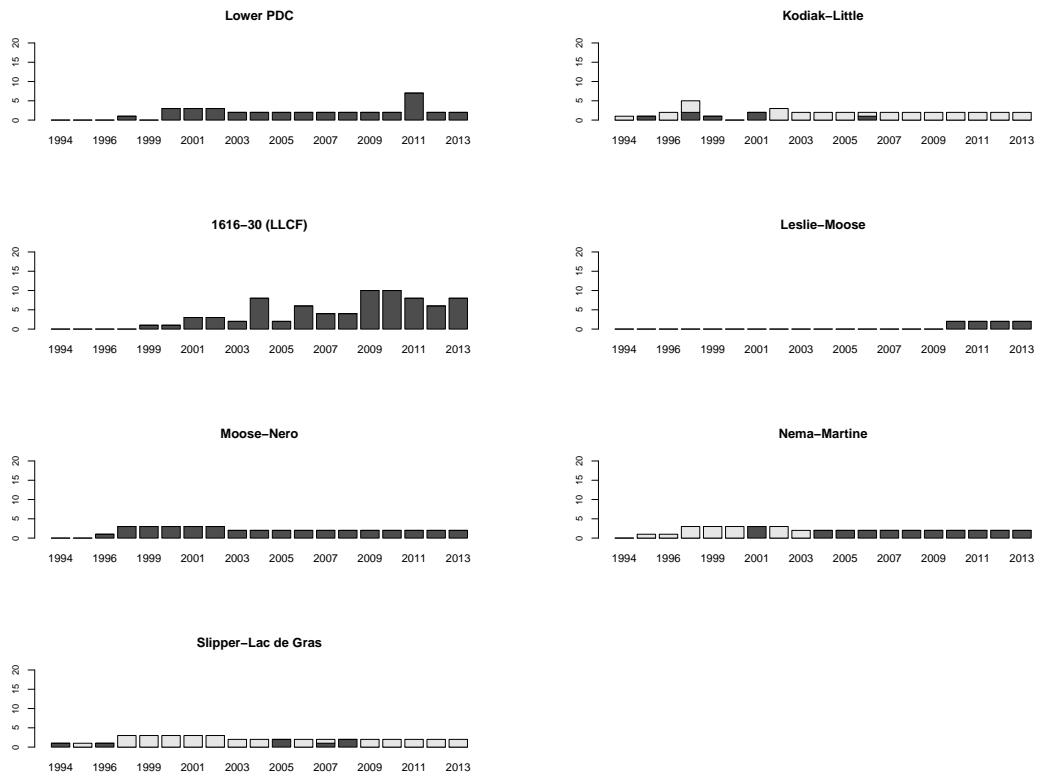 Lower PDC
0 5 10 15 20
1994 1996 1999 2001 2003 2005 2007 2009 2011 2013
Kodiak−Little
0 5 10 15 20
1994 1996 1999 2001 2003 2005 2007 2009 2011 2013
1616−30 (LLCF)
0 5 10 15 20
1994 1996 1999 2001 2003 2005 2007 2009 2011 2013
Leslie−Moose
0 5 10 15 20
1994 1996 1999 2001 2003 2005 2007 2009 2011 2013
Moose−Nero
0 5 10 15 20
1994 1996 1999 2001 2003 2005 2007 2009 2011 2013
Nema−Martine
0 5 10 15 20
1994 1996 1999 2001 2003 2005 2007 2009 2011 2013
Slipper−Lac de Gras
0 5 10 15 20
1994 1996 1999 2001 2003 2005 2007 2009 2011 2013